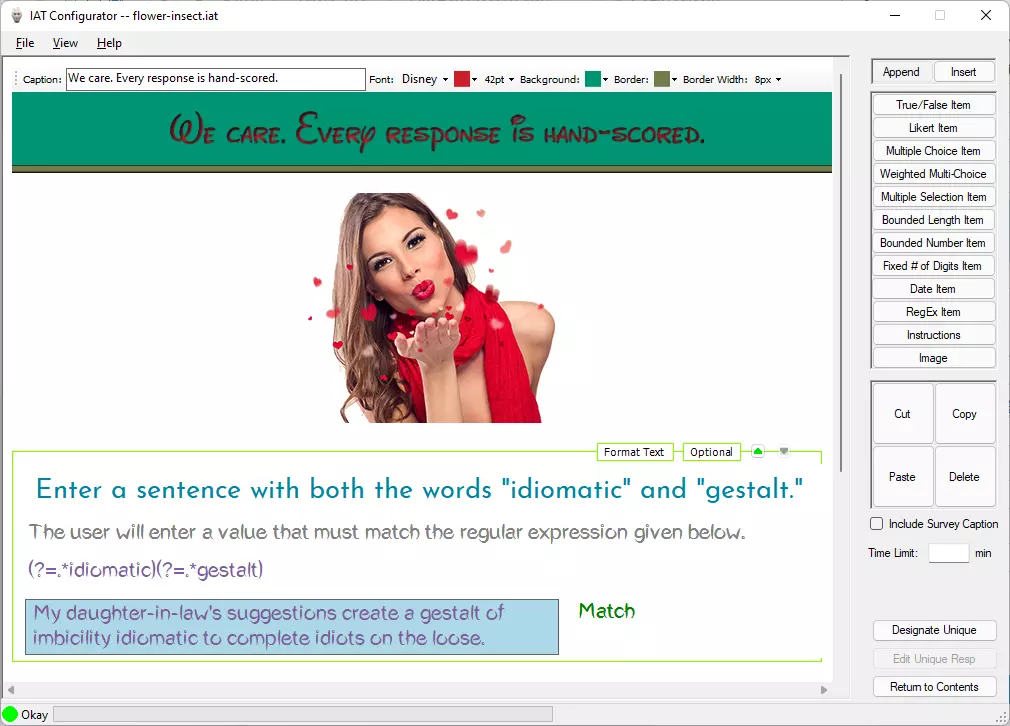 IAT Configurator -- flower-insect.iat
File View Help
Caption: We care. Every response is hand-scored. Font: Disney 42pt Background: Border: Border Width: 8px
We care. Every response is hand-scored.
Format Text Optional
Enter a sentence with both the words "idiomatic" and "gestalt."
The user will enter a value that must match the regular expression given below.
(?=.*idiomatic)(?=.*gestalt)
My daughter-in-law's suggestions create a gestalt of
imbicility idiomatic to complete idiots on the loose.
Match
Append Insert
True/False Item
Likert Item
Multiple Choice Item
Weighted Multi-Choice
Multiple Selection Item
Bounded Length Item
Bounded Number Item
Fixed # of Digits Item
Date Item
RegEx Item
Instructions
Image
Cut Copy
Paste Delete
Include Survey Caption
Time Limit: min
Designate Unique
Edit Unique Resp
Return to Contents
Okay